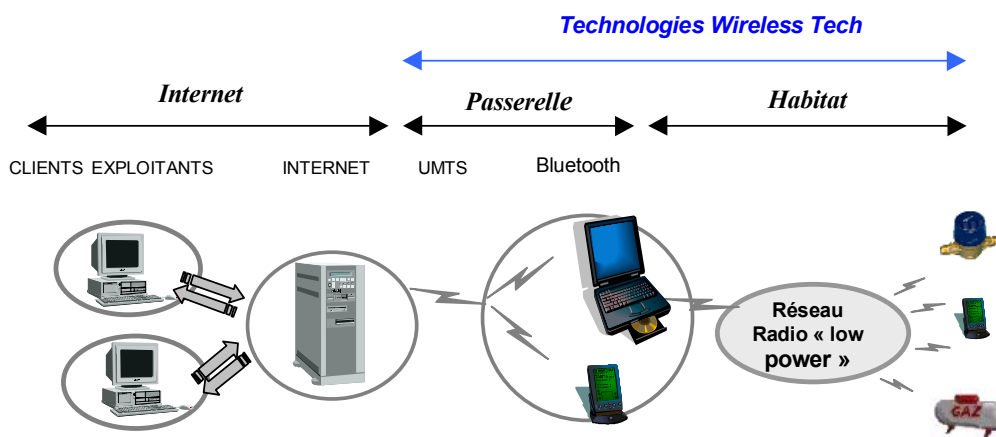 Technologies Wireless Tech
Internet
Passerelle
Habitat
CLIENTS EXPLOITANTS
INTERNET
UMTS
Bluetooth
Réseau
Radio « low
power »
GAZ